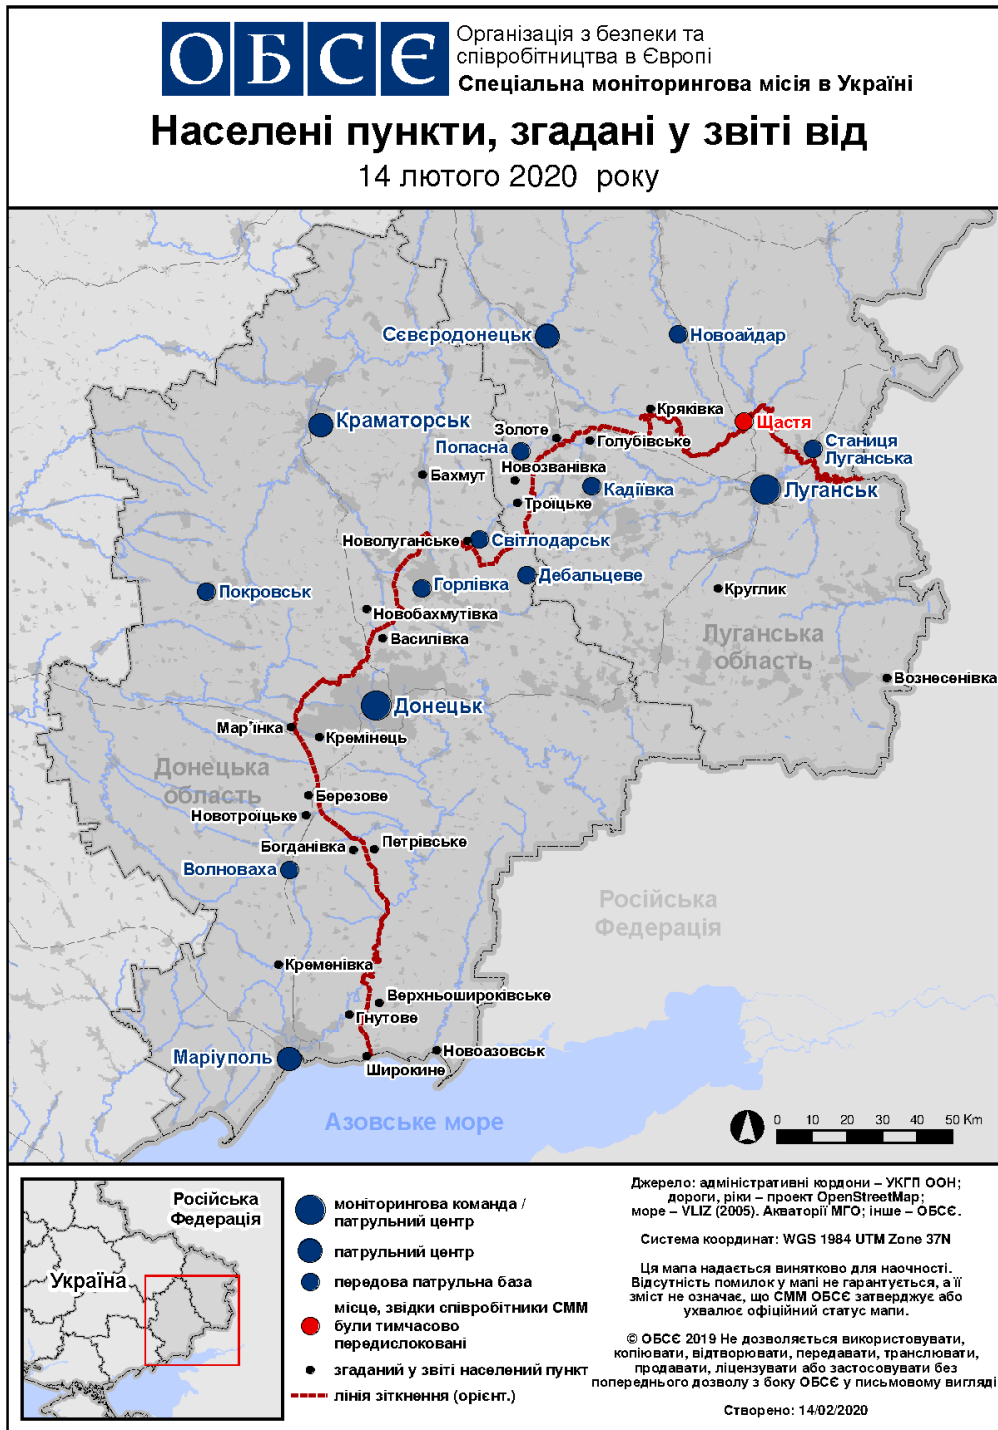 ОБСЄ
Організація з безпеки та
співробітництва в Європі
Спеціальна моніторингова місія в Україні
Населені пункти, згадані у звіті від
14 лютого 2020 року
Сєвєродонецьк
Новоайдар
Кряківка
Щастя
Краматорськ
Золоте
Голубівське
Станиця
Луганська
Попасна
Новозванівка
Бахмут
Кадіївка
Луганськ
Троїцьке
Новолуганське
Світлодарськ
Дебальцеве
Горлівка
Покровськ
Круглик
Новобахмутівка
Василівка
Луганська
область
Вознесенівка
Донецьк
Мар'їнка
Кремінець
Донецька
область
Березове
Новотроїцьке
Богданівка
Петрівське
Волноваха
Російська
Федерація
Кременівка
Верхньошироківське
Гнутове
Новоазовськ
Маріуполь
Широкине
Азовське море
0 10 20 30 40 50 Km
Російська
Федерація
Україна
моніторингова команда /
патрульний центр
патрульний центр
передова патрульна база
місце, звідки співробітники СММ
були тимчасово
передислоковані
згаданий у звіті населений пункт
лінія зіткнення (орієнт.)
Джерело: адміністративні кордони – УКГП ООН;
дороги, ріки – проект OpenStreetMap;
море – VLIZ (2005). Акваторії МГО; інше – ОБСЄ.
Система координат: WGS 1984 UTM Zone 37N
Ця мапа надається винятково для наочності.
Відсутність помилок у мапі не гарантується, а її
зміст не означає, що СММ ОБСЄ затверджує або
ухвалює офіційний статус мапи.
© ОБСЄ 2019 Не дозволяється використовувати,
копіювати, відтворювати, передавати, транслювати,
продавати, ліцензувати або застосовувати без
попереднього дозволу з боку ОБСЄ у письмовому вигляді
Створено: 14/02/2020